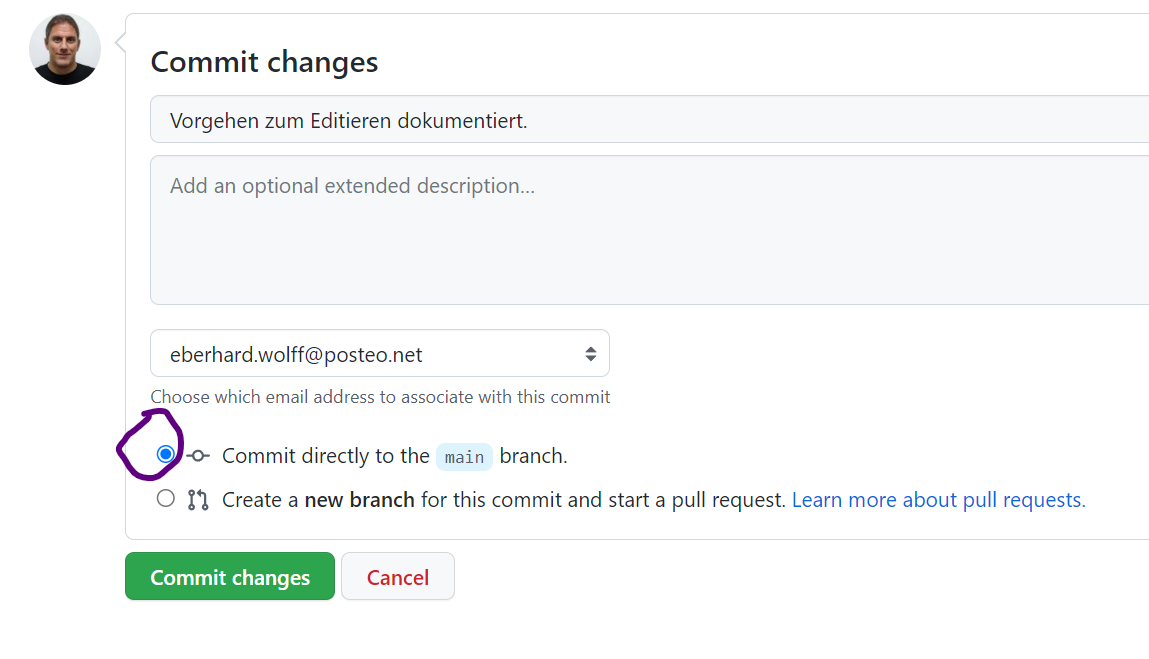 Commit changes
Vorgehen zum Editieren dokumentiert.
Add an optional extended description...
eberhard.wolff@posteo.net
Choose which email address to associate with this commit
Commit directly to the main branch.
Create a new branch for this commit and start a pull request. Learn more about pull requests.
Commit changes Cancel